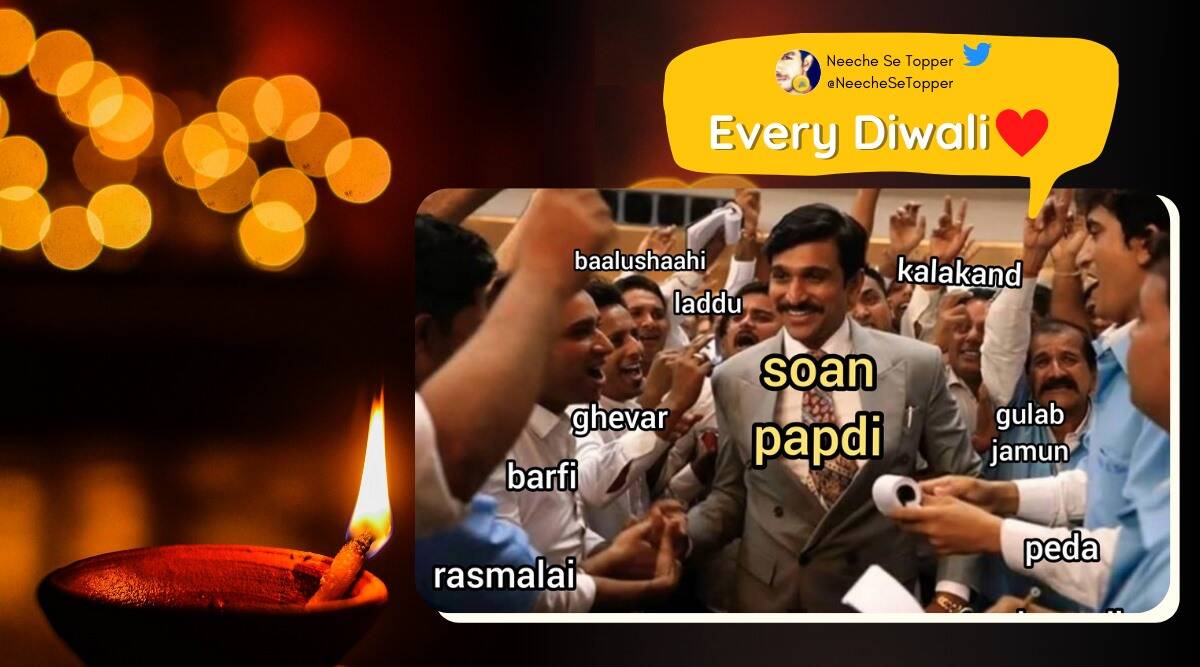 Neeche Se Topper
@NeecheSeTopper
Every Diwali
baalushaahi
laddu
kalakand
soan
papdi
ghevar
gulab
jamun
barfi
peda
rasmalai